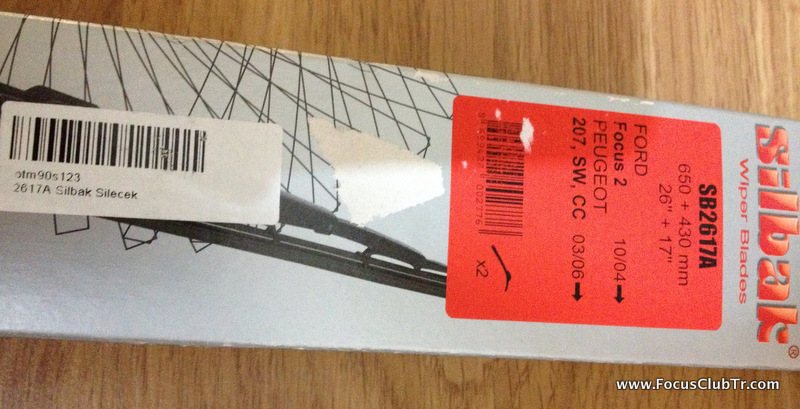 otm90s123
2617A Silbak Silecek
FORD
Focus 2 10/04
PEUGEOT
207, SW, CC 03/06
x2
SB2617A
650 + 430 mm
26" + 17"
silbak®
Wiper Blades
www.FocusClubTr.com